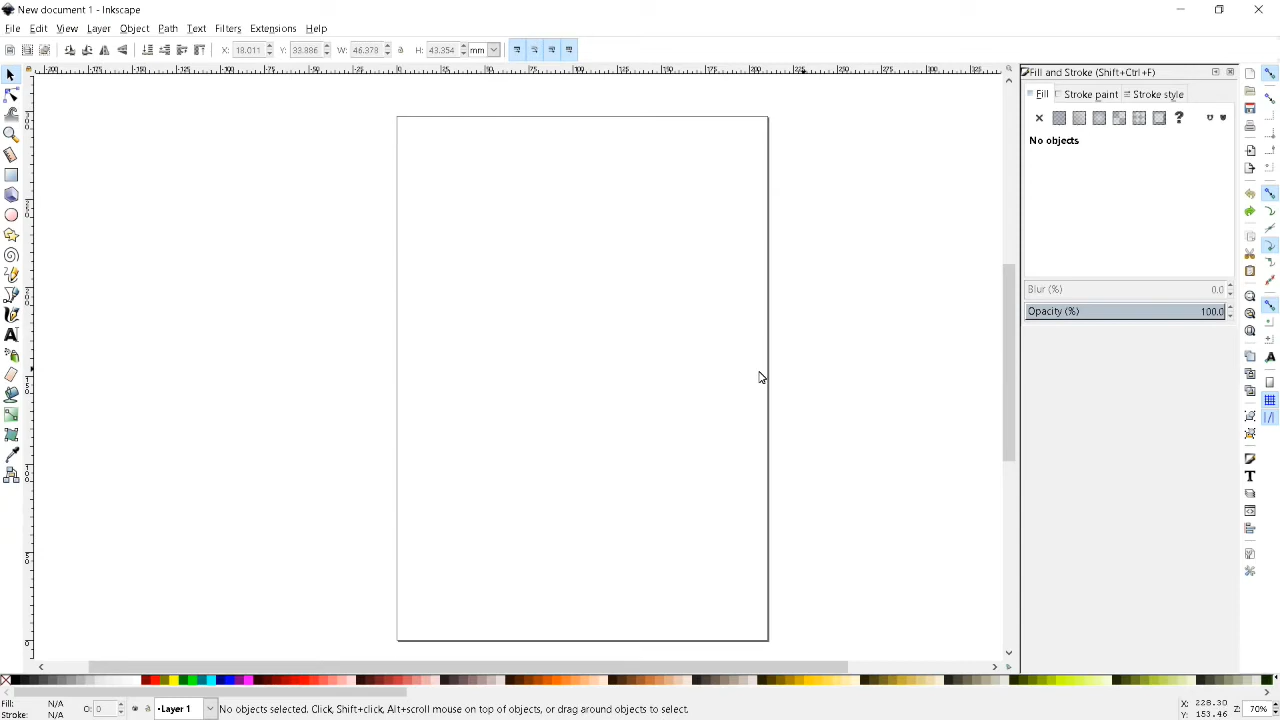 New document 1 - Inkscape
File Edit View Layer Object Path Text Filters Extensions Help
X: 18.011 Y: 33.886 W: 46.378 H: 43.354 mm
Fill and Stroke (Shift+Ctrl+F)
Fill Stroke paint Stroke style
No objects
Blur (%) 0.0
Opacity (%) 100.0
Fill: N/A
Stroke: N/A
O: 0
•Layer 1
No objects selected. Click, Shift+click, Alt+scroll mouse on top of objects, or drag around objects to select.
X: 228.30
Y: 153.46
Z: 70%